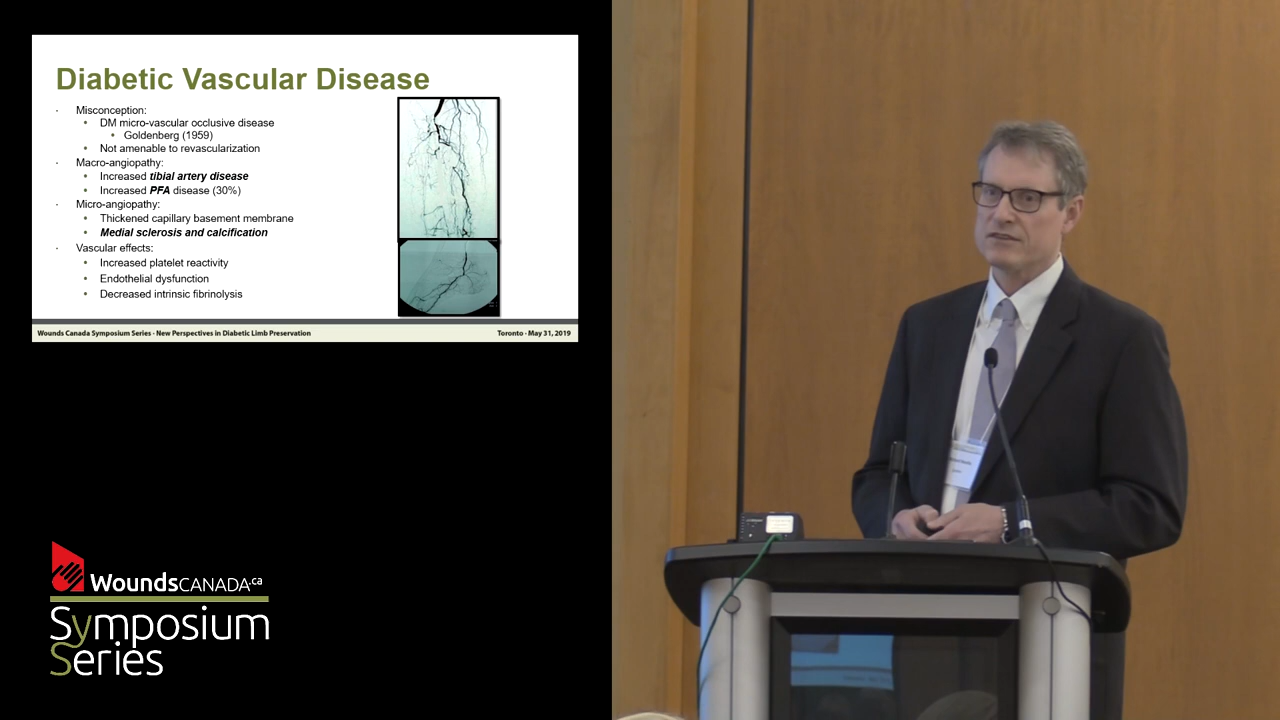 Diabetic Vascular Disease
· Misconception:
• DM micro-vascular occlusive disease
• Goldenberg (1959)
• Not amenable to revascularization
· Macro-angiopathy:
• Increased tibial artery disease
• Increased PFA disease (30%)
· Micro-angiopathy:
• Thickened capillary basement membrane
• Medial sclerosis and calcification
· Vascular effects:
• Increased platelet reactivity
• Endothelial dysfunction
• Decreased intrinsic fibrinolysis
Wounds Canada Symposium Series - New Perspectives in Diabetic Limb Preservation
Toronto - May 31, 2019
WoundsCANADA.ca
Symposium
Series